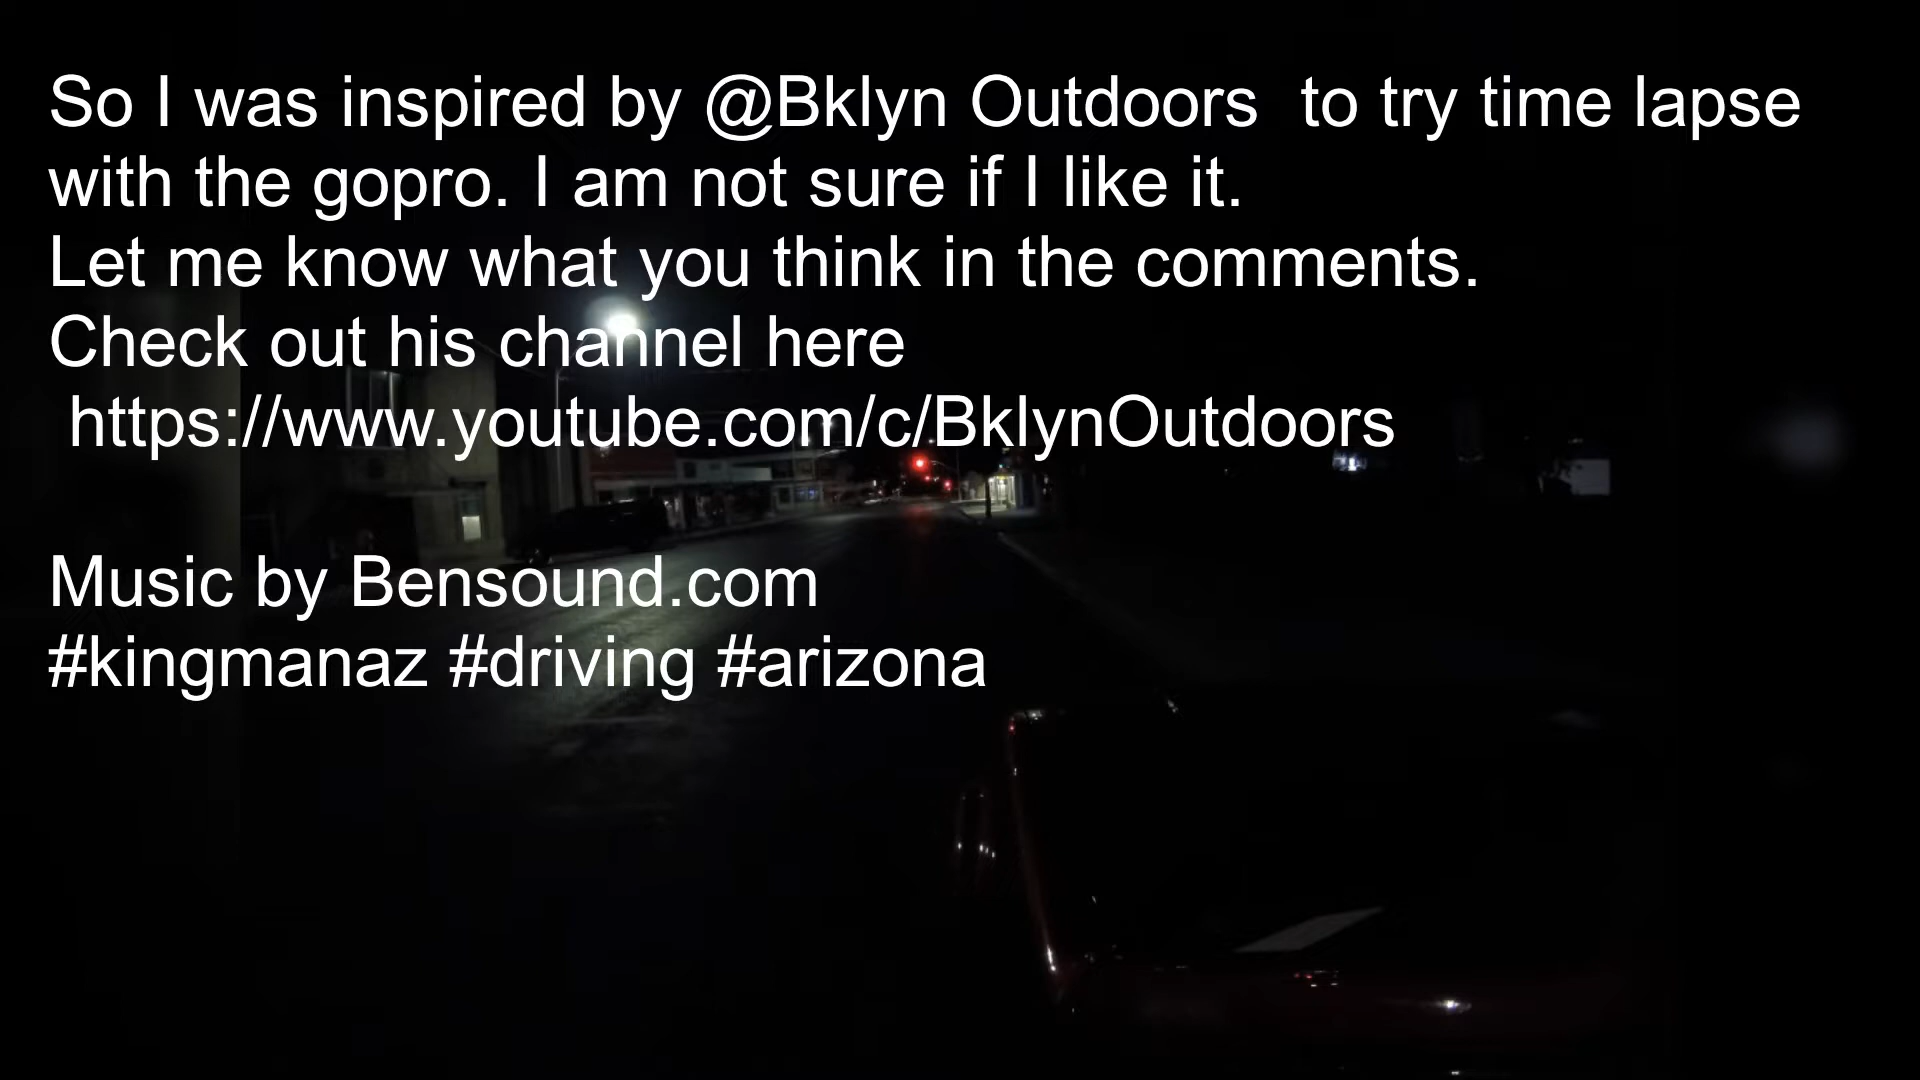 So I was inspired by @Bklyn Outdoors  to try time lapse
with the gopro. I am not sure if I like it.
Let me know what you think in the comments.
Check out his channel here
https://www.youtube.com/c/BklynOutdoors
Music by Bensound.com
#kingmanaz #driving #arizona